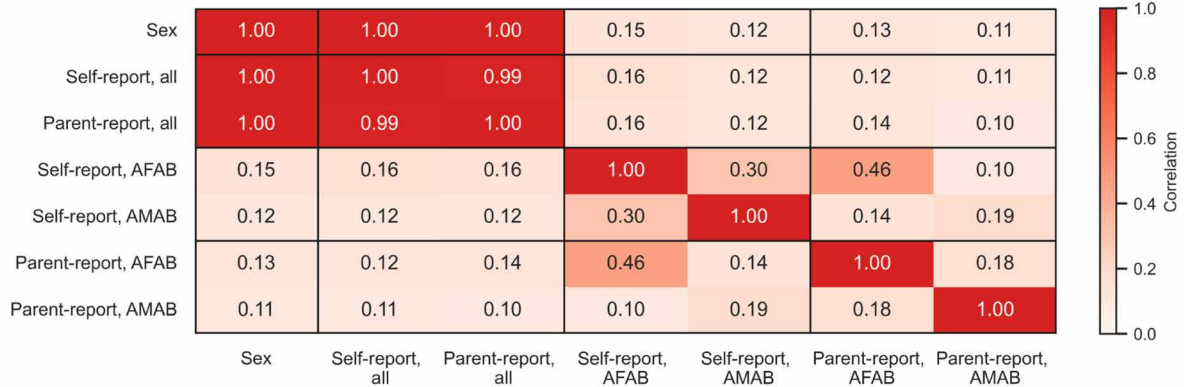 Sex 1.00 1.00 1.00 0.15 0.12 0.13 0.11
Self-report, all 1.00 1.00 0.99 0.16 0.12 0.12 0.11
Parent-report, all 1.00 0.99 1.00 0.16 0.12 0.14 0.10
Self-report, AFAB 0.15 0.16 0.16 1.00 0.30 0.46 0.10
Self-report, AMAB 0.12 0.12 0.12 0.30 1.00 0.14 0.19
Parent-report, AFAB 0.13 0.12 0.14 0.46 0.14 1.00 0.18
Parent-report, AMAB 0.11 0.11 0.10 0.10 0.19 0.18 1.00
Sex Self-report, Parent-report, Self-report, Self-report, Parent-report, Parent-report,
all all AFAB AMAB AFAB AMAB
1.0
0.8
0.6
0.4
0.2
0.0
Correlation